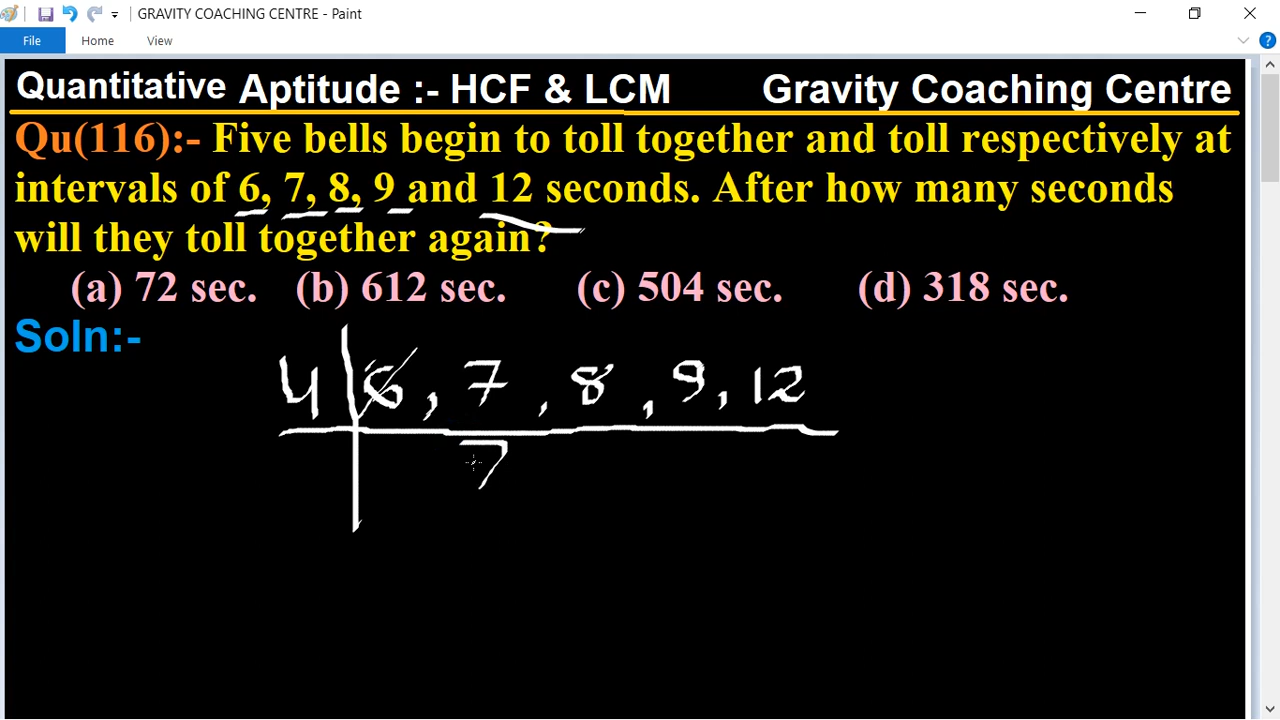 GRAVITY COACHING CENTRE - Paint
File Home View
Quantitative Aptitude :- HCF & LCM Gravity Coaching Centre
Qu(116):- Five bells begin to toll together and toll respectively at
intervals of 6, 7, 8, 9 and 12 seconds. After how many seconds
will they toll together again?
(a) 72 sec. (b) 612 sec. (c) 504 sec. (d) 318 sec.
Soln:-
4 6, 7, 8, 9, 12
7